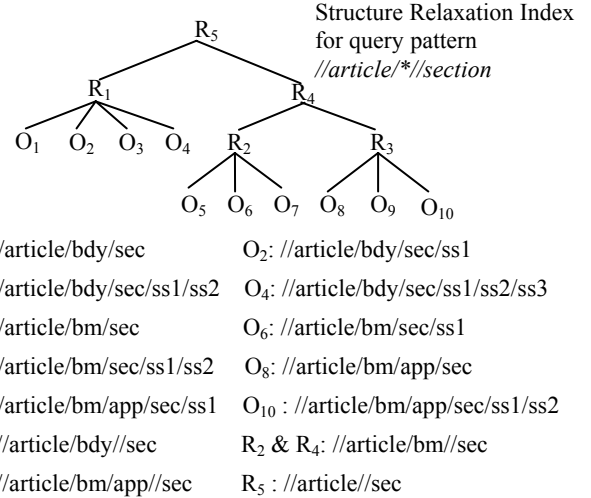 Structure Relaxation Index
for query pattern
//article/*//section
R5
R1
R4
O1 O2 O3 O4 R2 R3
O5 O6 O7 O8 O9 O10
/article/bdy/sec O2: //article/bdy/sec/ss1
/article/bdy/sec/ss1/ss2 O4: //article/bdy/sec/ss1/ss2/ss3
/article/bm/sec O6: //article/bm/sec/ss1
/article/bm/sec/ss1/ss2 O8: //article/bm/app/sec
/article/bm/app/sec/ss1 O10 : //article/bm/app/sec/ss1/ss2
//article/bdy//sec R2 & R4: //article/bm//sec
//article/bm/app//sec R5 : //article//sec